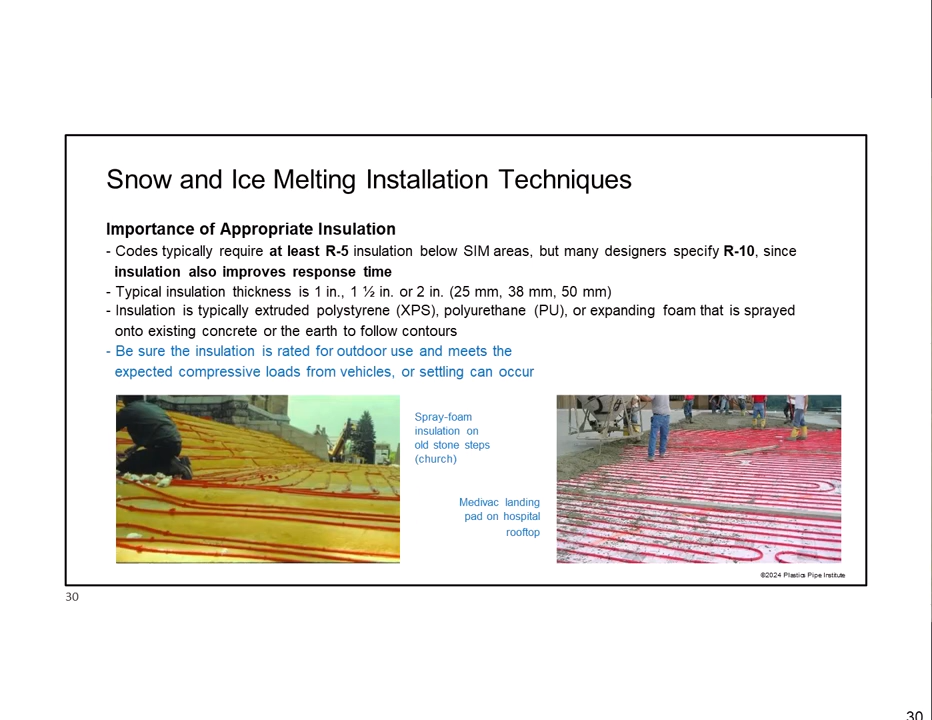 Snow and Ice Melting Installation Techniques
Importance of Appropriate Insulation
- Codes typically require at least R-5 insulation below SIM areas, but many designers specify R-10, since
insulation also improves response time
- Typical insulation thickness is 1 in., 1 ½ in. or 2 in. (25 mm, 38 mm, 50 mm)
- Insulation is typically extruded polystyrene (XPS), polyurethane (PU), or expanding foam that is sprayed
onto existing concrete or the earth to follow contours
- Be sure the insulation is rated for outdoor use and meets the
expected compressive loads from vehicles, or settling can occur
Spray-foam
insulation on
old stone steps
(church)
Medivac landing
pad on hospital
rooftop
©2024 Plastics Pipe Institute
30
30